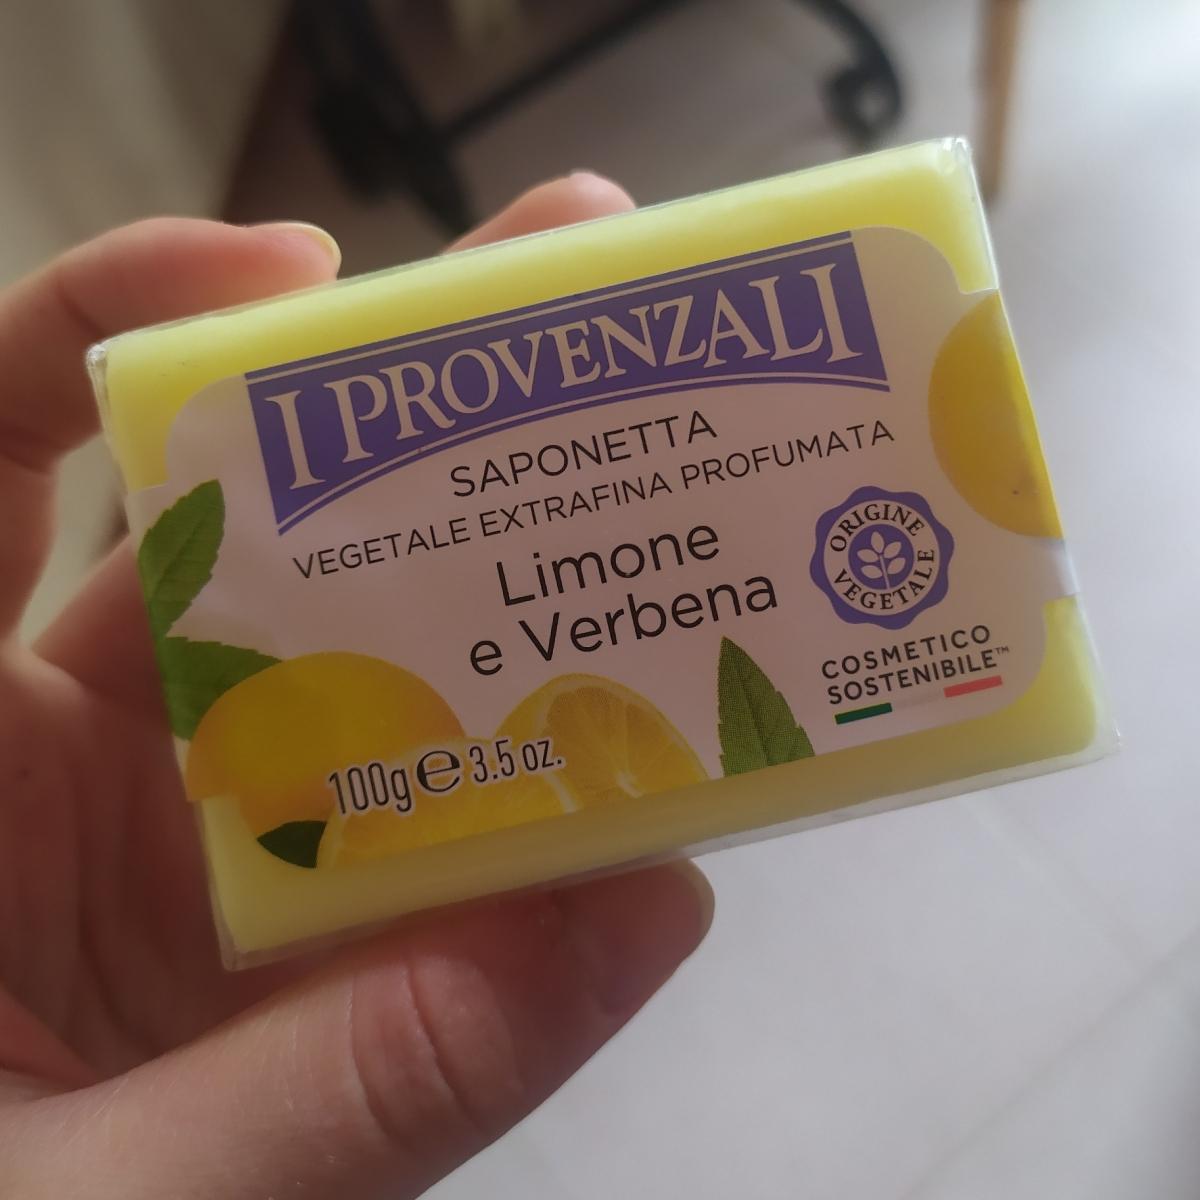 I PROVENZALI
SAPONETTA
VEGETALE EXTRAFINA PROFUMATA
Limone
e Verbena
ORIGINE
VEGETALE
COSMETICO
SOSTENIBILE™
100g ℮ 3.5 oz.